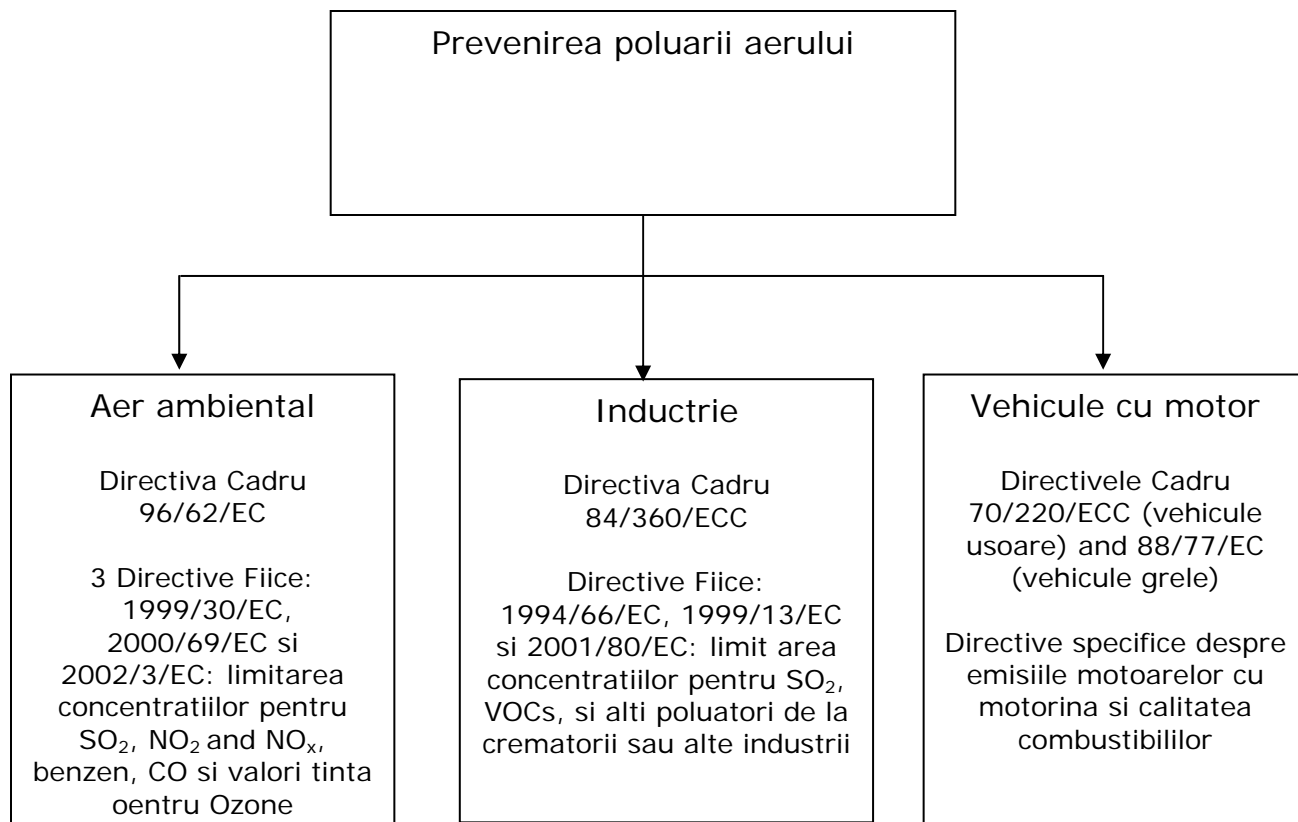 Prevenirea poluarii aerului
Aer ambiental
Directiva Cadru
96/62/EC
3 Directive Fiice:
1999/30/EC,
2000/69/EC si
2002/3/EC: limitarea
concentratiilor pentru
SO₂, NO₂ and NOₓ,
benzen, CO si valori tinta
oentru Ozone
Inductrie
Directiva Cadru
84/360/ECC
Directive Fiice:
1994/66/EC, 1999/13/EC
si 2001/80/EC: limit area
concentratiilor pentru SO₂,
VOCs, si alti poluatori de la
crematorii sau alte industrii
Vehicule cu motor
Directivele Cadru
70/220/ECC (vehicule
usoare) and 88/77/EC
(vehicule grele)
Directive specifice despre
emisiile motoarelor cu
motorina si calitatea
combustibililor